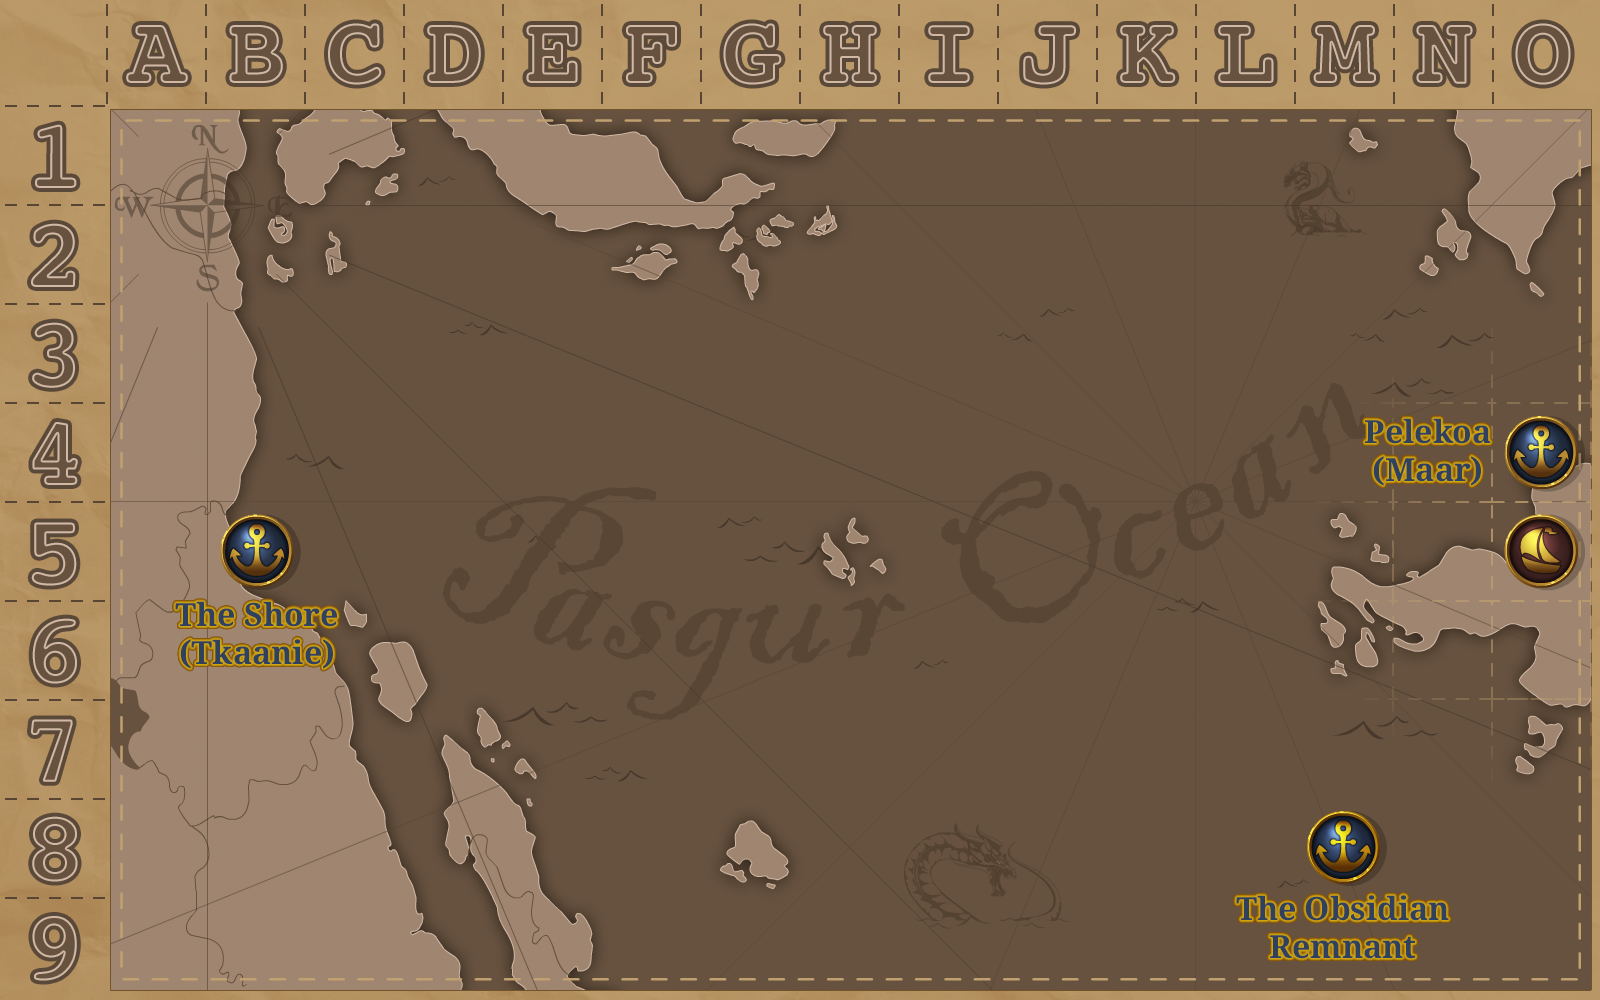 A B C D E F G H I J K L M N O
1
2
3
4
5
6
7
8
9
N
W E
S
Pasgur Ocean
Pelekoa
(Maar)
The Shore
(Tkaanie)
The Obsidian
Remnant